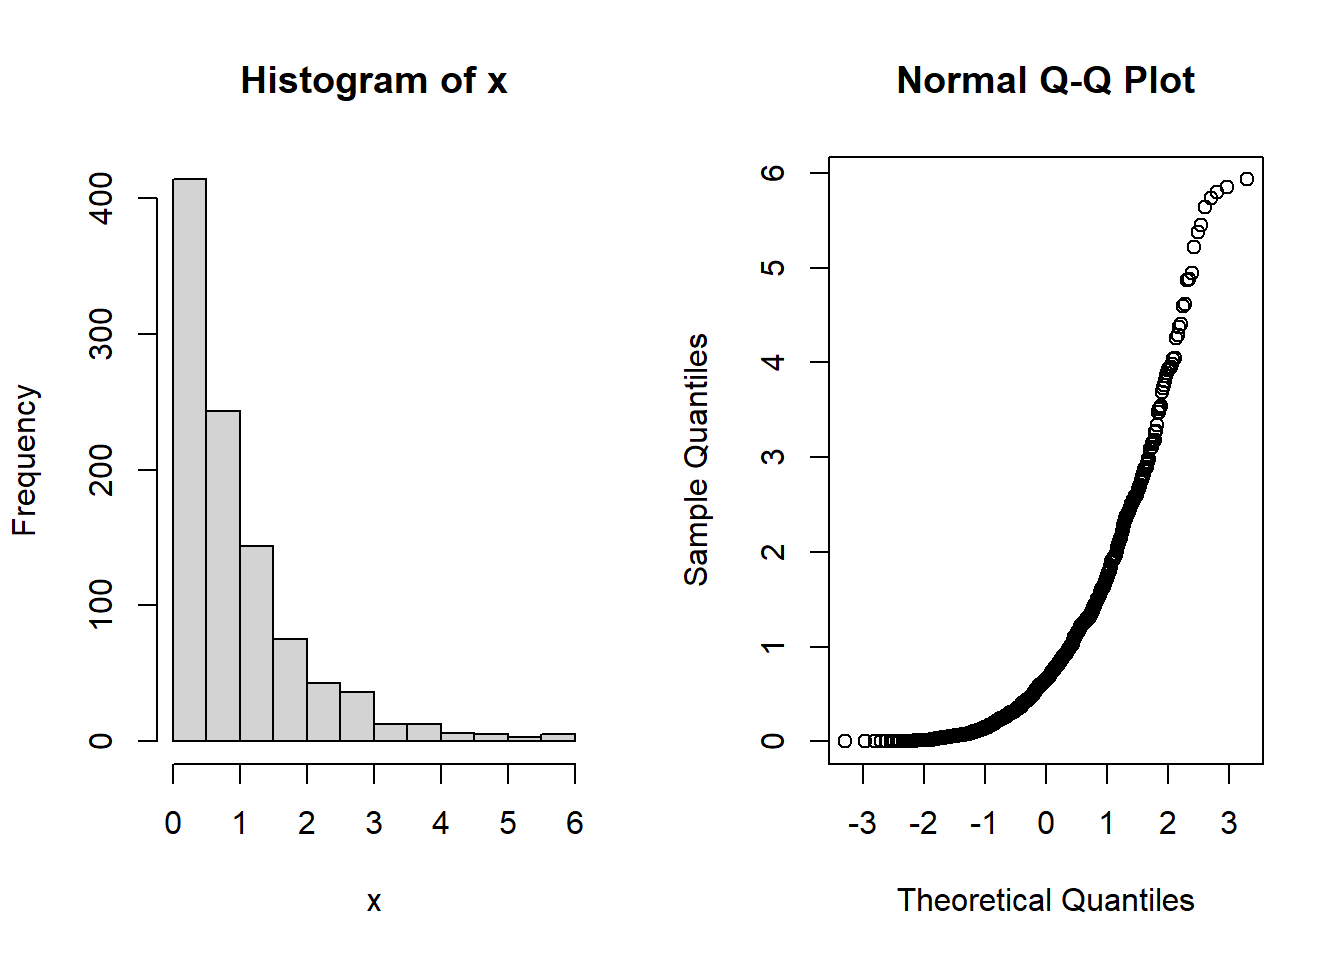 Histogram of x
Frequency
400
300
200
100
0
0 1 2 3 4 5 6
x
Normal Q-Q Plot
Sample Quantiles
6
5
4
3
2
1
0
-3 -2 -1 0 1 2 3
Theoretical Quantiles